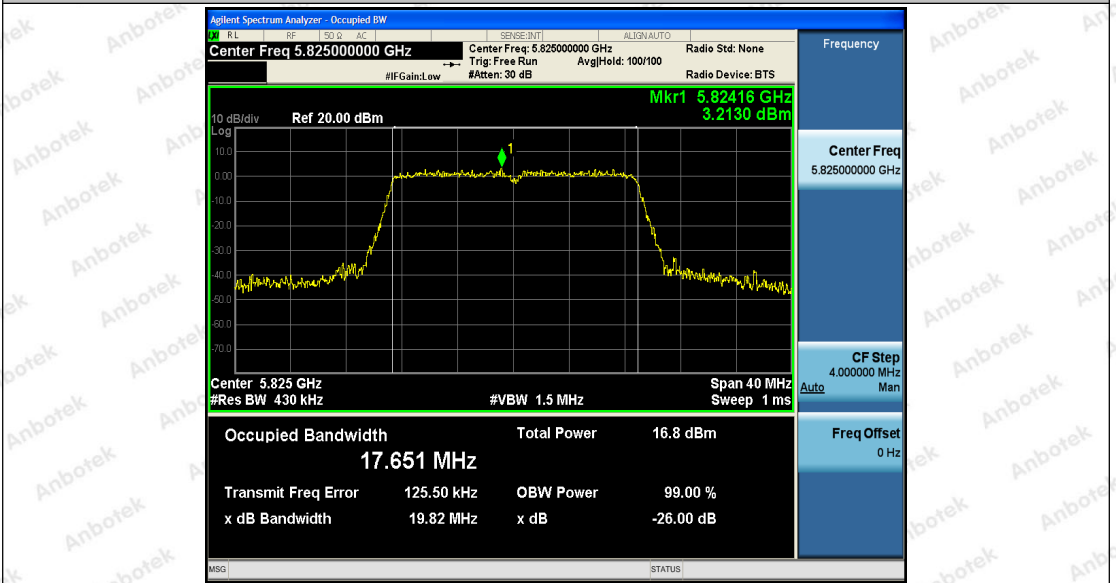 Agilent Spectrum Analyzer - Occupied BW
RL RF 50 Ω AC SENSE:INT ALIGN AUTO
Center Freq 5.825000000 GHz
Center Freq: 5.825000000 GHz Radio Std: None
Trig: Free Run Avg|Hold: 100/100
#IFGain:Low #Atten: 30 dB Radio Device: BTS
Frequency
Mkr1 5.82416 GHz
3.2130 dBm
10 dB/div Ref 20.00 dBm
Log
10.0
0.00
-10.0
-20.0
-30.0
-40.0
-50.0
-60.0
-70.0
1
Center 5.825 GHz Span 40 MHz
#Res BW 430 kHz #VBW 1.5 MHz Sweep 1 ms
Center Freq
5.825000000 GHz
CF Step
4.000000 MHz
Auto Man
Freq Offset
0 Hz
Occupied Bandwidth Total Power 16.8 dBm
17.651 MHz
Transmit Freq Error 125.50 kHz OBW Power 99.00 %
x dB Bandwidth 19.82 MHz x dB -26.00 dB
MSG STATUS
Anbotek